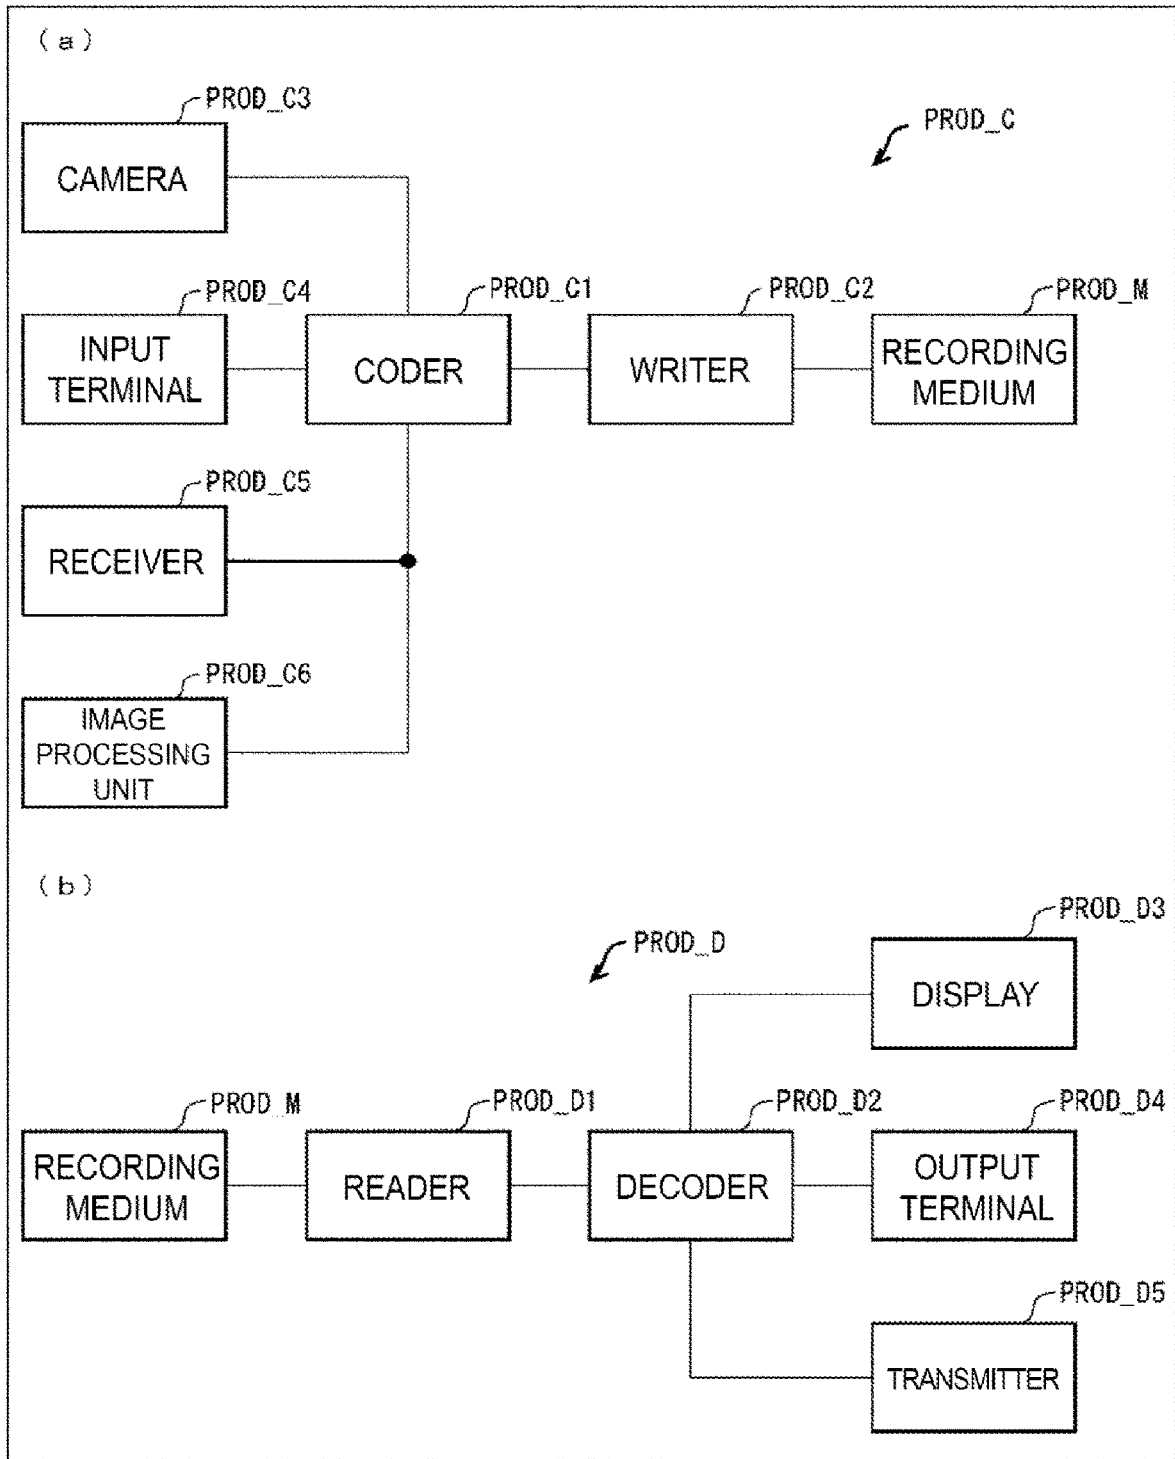 (a)
PROD_C3
PROD_C
CAMERA
PROD_C4
PROD_C1
PROD_C2
PROD_M
INPUT
TERMINAL
CODER
WRITER
RECORDING
MEDIUM
PROD_C5
RECEIVER
PROD_C6
IMAGE
PROCESSING
UNIT
(b)
PROD_D3
PROD_D
DISPLAY
PROD_M
PROD_D1
PROD_D2
PROD_D4
RECORDING
MEDIUM
READER
DECODER
OUTPUT
TERMINAL
PROD_D5
TRANSMITTER